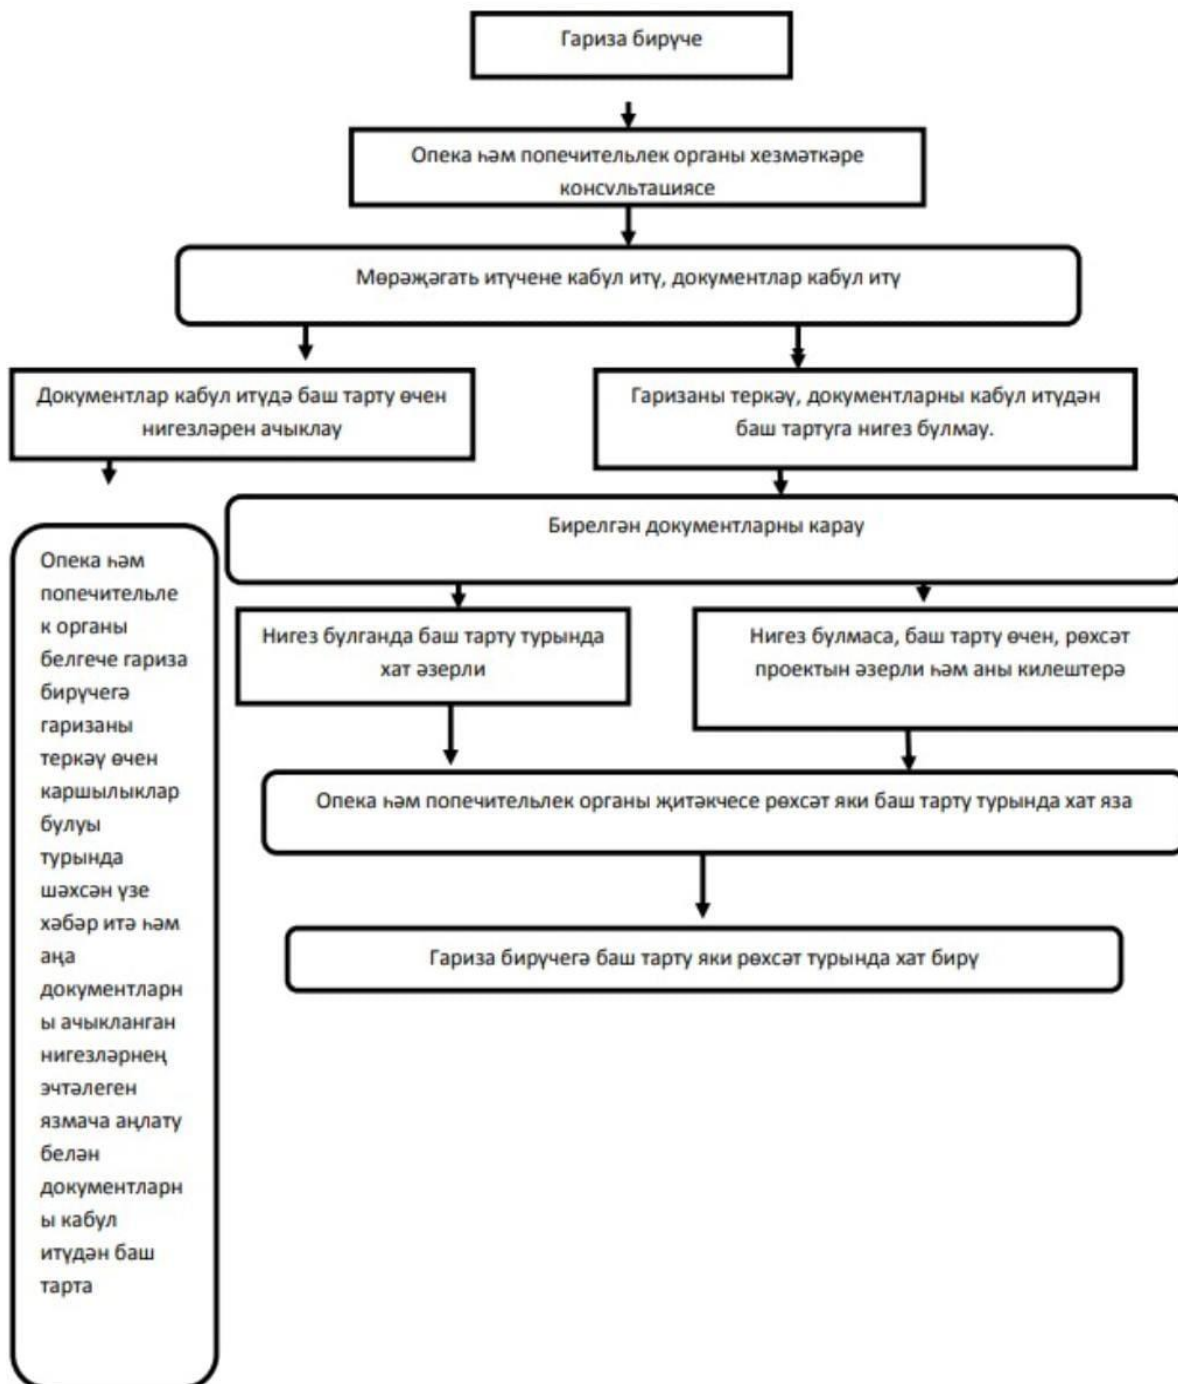 Гариза бирүче
Опека һәм попечительлек органы хезмәткәре
консультациясе
Мөрәҗәгать итүчене кабул итү, документлар кабул итү
Документлар кабул итүдә баш тарту өчен
нигезләрен ачыклау
Гаризаны теркәү, документларны кабул итүдән
баш тартуга нигез булмау.
Бирелгән документларны карау
Нигез булганда баш тарту турында
хат әзерли
Нигез булмаса, баш тарту өчен, рөхсәт
проектын әзерли һәм аны килештерә
Опека һәм попечительлек органы җитәкчесе рөхсәт яки баш тарту турында хат яза
Гариза бирүчегә баш тарту яки рөхсәт турында хат бирү
Опека һәм
попечительле
к органы
белгече гариза
бирүчегә
гаризаны
теркәү өчен
каршылыклар
булуы
турында
шәхсән үзе
хәбәр итә һәм
аңа
документларн
ы ачыкланган
нигезләрнең
эчтәлеген
язмача аңлату
белән
документларн
ы кабул
итүдән баш
тарта